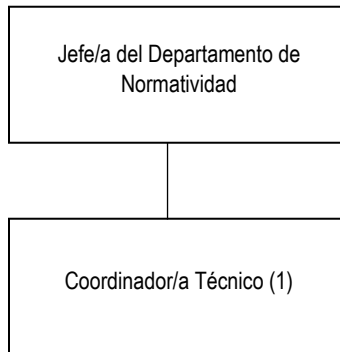 Jefe/a del Departamento de
Normatividad
Coordinador/a Técnico (1)